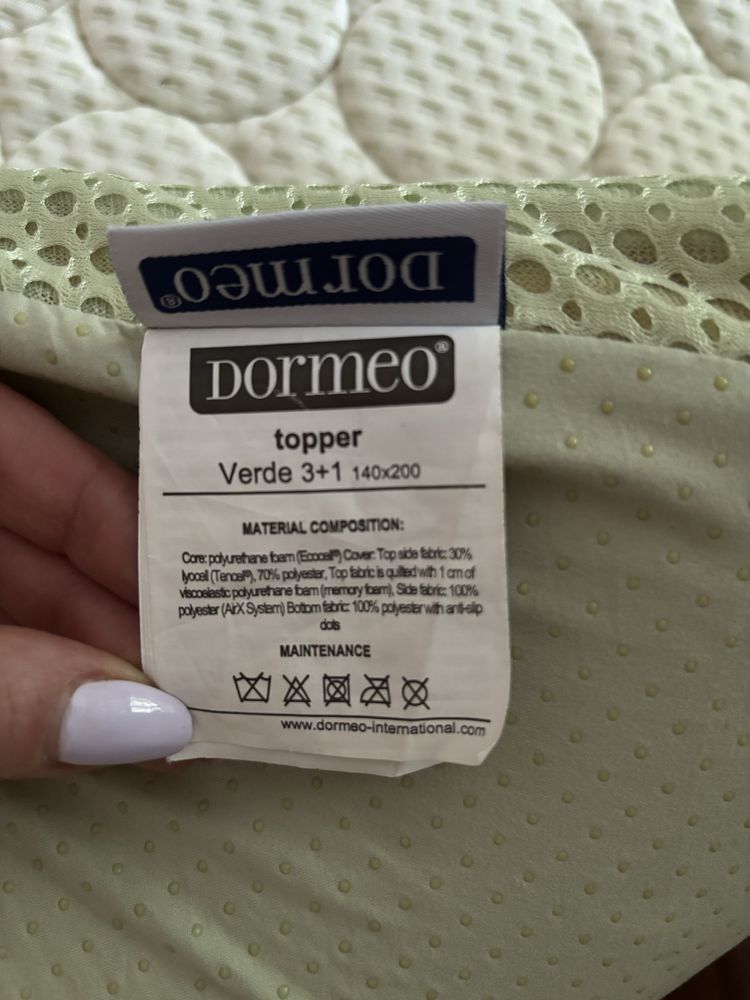 DORMEO®
DORMEO®
topper
Verde 3+1 140x200
MATERIAL COMPOSITION:
Core: polyurethane foam (Ecocell®) Cover: Top side fabric: 30%
lyocell (Tencel®), 70% polyester, Top fabric is quilted with 1 cm of
viscoelastic polyurethane foam (memory foam), Side fabric: 100%
polyester (AirX System) Bottom fabric: 100% polyester with anti-slip
dots
MAINTENANCE
www.dormeo-international.com